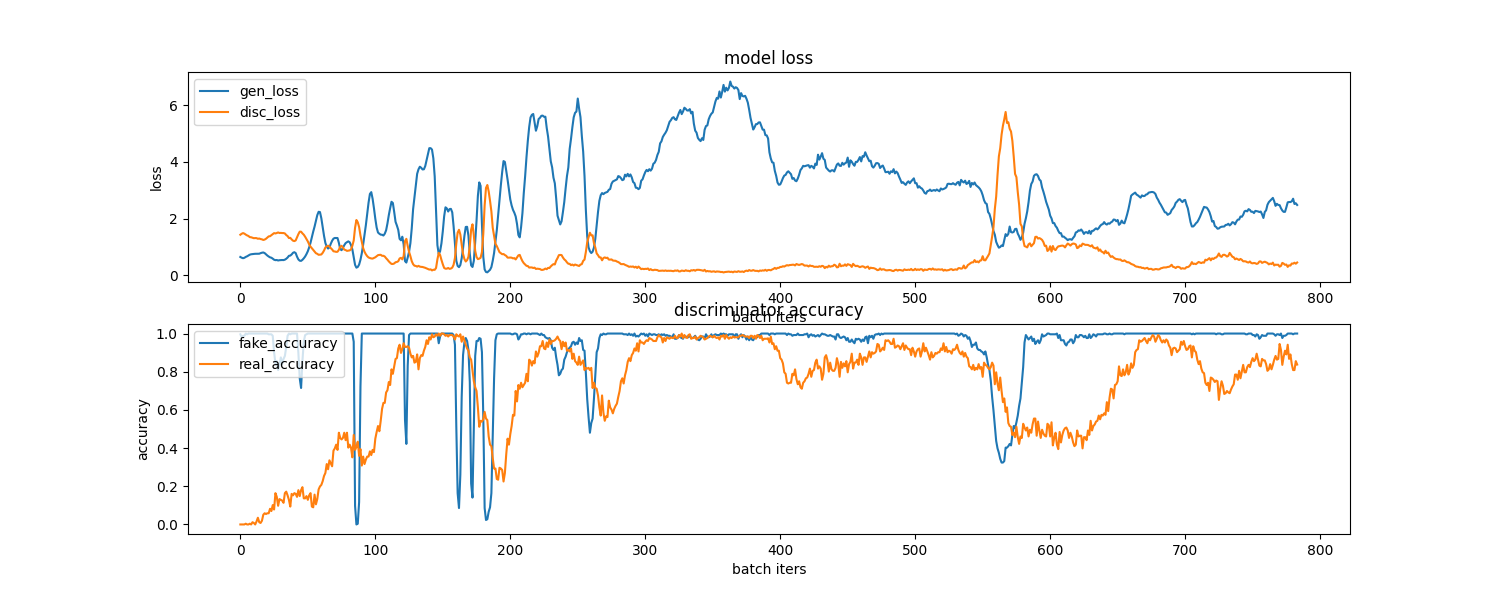 model loss
gen_loss
disc_loss
6
4
2
0
loss
0 100 200 300 400 500 600 700 800
batch iters
discriminator accuracy
fake_accuracy
real_accuracy
1.0
0.8
0.6
0.4
0.2
0.0
accuracy
0 100 200 300 400 500 600 700 800
batch iters